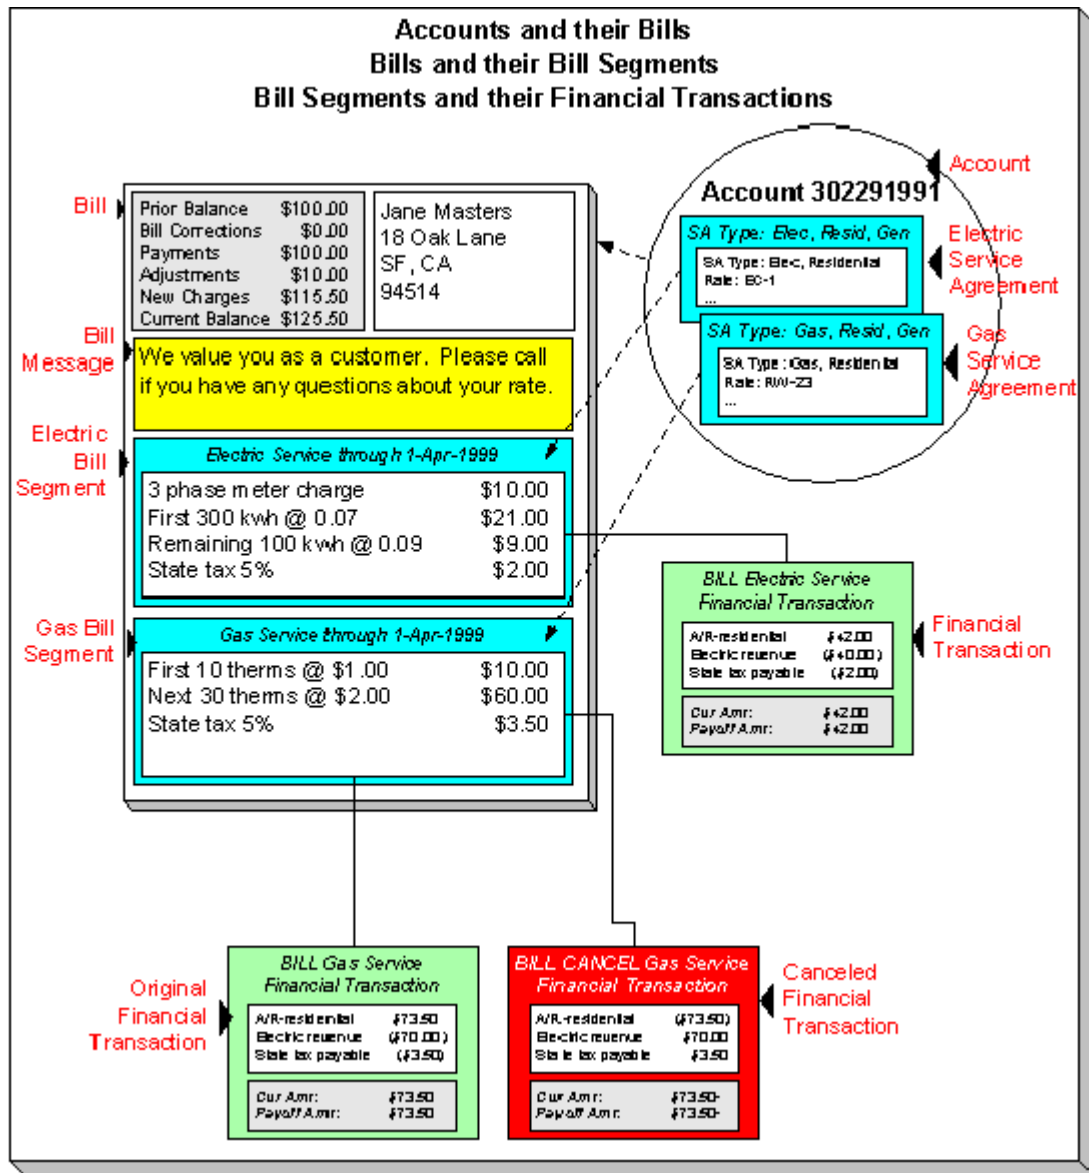 Accounts and their Bills
Bills and their Bill Segments
Bill Segments and their Financial Transactions
Account
Account 302291991
SA Type: Elec, Resid, Gen
SA Type: Elec, Residential
Rate: EC-1
...
Electric
Service
Agreement
SA Type: Gas, Resid, Gen
SA Type: Gas, Residential
Rate: RW-23
...
Gas
Service
Agreement
Bill
Prior Balance $100.00
Bill Corrections $0.00
Payments $100.00
Adjustments $10.00
New Charges $115.50
Current Balance $125.50
Jane Masters
18 Oak Lane
SF, CA
94514
Bill
Message
We value you as a customer. Please call
if you have any questions about your rate.
Electric
Bill
Segment
Electric Service through 1-Apr-1999
3 phase meter charge $10.00
First 300 kwh @ 0.07 $21.00
Remaining 100 kwh @ 0.09 $9.00
State tax 5% $2.00
Gas Bill
Segment
Gas Service through 1-Apr-1999
First 10 therms @ $1.00 $10.00
Next 30 therms @ $2.00 $60.00
State tax 5% $3.50
BILL Electric Service
Financial Transaction
A/R-residential $42.00
Electric revenue ($40.00)
State tax payable ($2.00)
Cur Amt: $42.00
Payoff Amt: $42.00
Financial
Transaction
Original
Financial
Transaction
BILL Gas Service
Financial Transaction
A/R-residential $73.50
Electric revenue ($70.00)
State tax payable ($3.50)
Cur Amt: $73.50
Payoff Amt: $73.50
BILL CANCEL Gas Service
Financial Transaction
A/R-residential ($73.50)
Electric revenue $70.00
State tax payable $3.50
Cur Amt: $73.50-
Payoff Amt: $73.50-
Canceled
Financial
Transaction